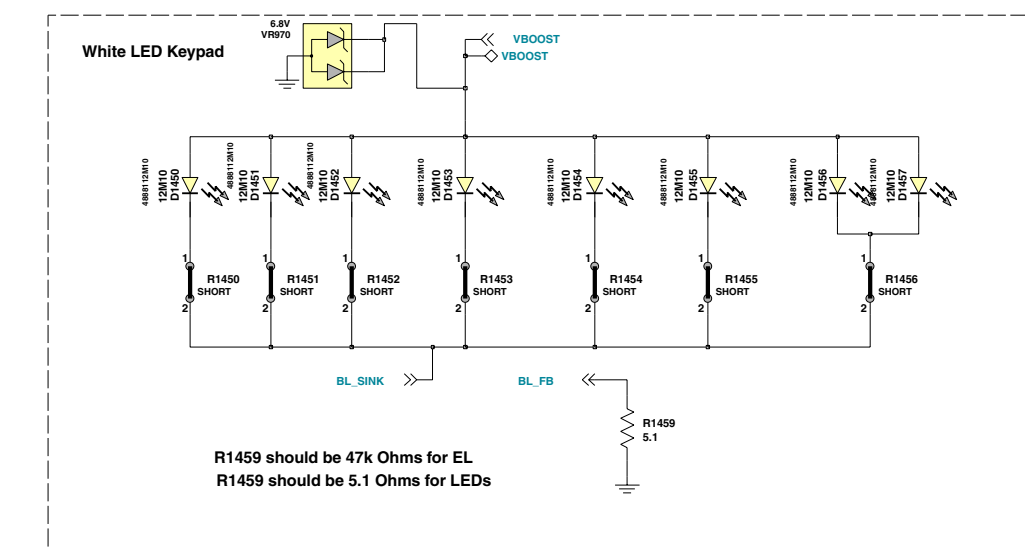 6.8V
VR970
White LED Keypad
VBOOST
VBOOST
4888112M10
12M10
D1450
4888112M10
12M10
D1451
4888112M10
12M10
D1452
4888112M10
12M10
D1453
4888112M10
12M10
D1454
4888112M10
12M10
D1455
4888112M10
12M10
D1456
4888112M10
12M10
D1457
1
R1450
SHORT
2
1
R1451
SHORT
2
1
R1452
SHORT
2
1
R1453
SHORT
2
1
R1454
SHORT
2
1
R1455
SHORT
2
1
R1456
SHORT
2
BL_SINK
BL_FB
R1459
5.1
R1459 should be 47k Ohms for EL
R1459 should be 5.1 Ohms for LEDs